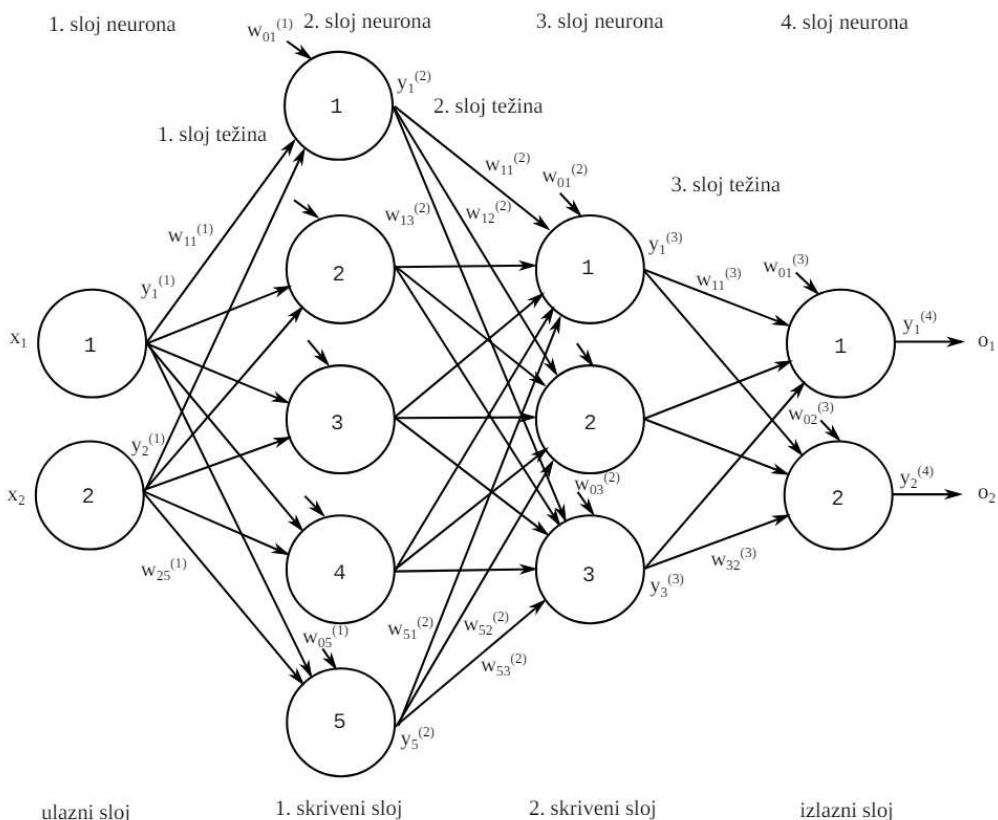 1. sloj neurona
2. sloj neurona
3. sloj neurona
4. sloj neurona
w₀₁⁽¹⁾
y₁⁽²⁾
1
2. sloj težina
1. sloj težina
w₁₁⁽²⁾
w₀₁⁽²⁾
3. sloj težina
w₁₃⁽²⁾
w₁₂⁽²⁾
w₁₁⁽¹⁾
y₁⁽³⁾
2
1
w₁₁⁽³⁾
w₀₁⁽³⁾
y₁⁽¹⁾
x₁
1
1
y₁⁽⁴⁾
o₁
3
2
w₀₂⁽³⁾
y₂⁽¹⁾
x₂
2
2
y₂⁽⁴⁾
o₂
w₀₃⁽²⁾
w₂₅⁽¹⁾
4
3
w₃₂⁽³⁾
y₃⁽³⁾
w₀₅⁽¹⁾
w₅₁⁽²⁾
w₅₂⁽²⁾
w₅₃⁽²⁾
5
y₅⁽²⁾
ulazni sloj
1. skriveni sloj
2. skriveni sloj
izlazni sloj